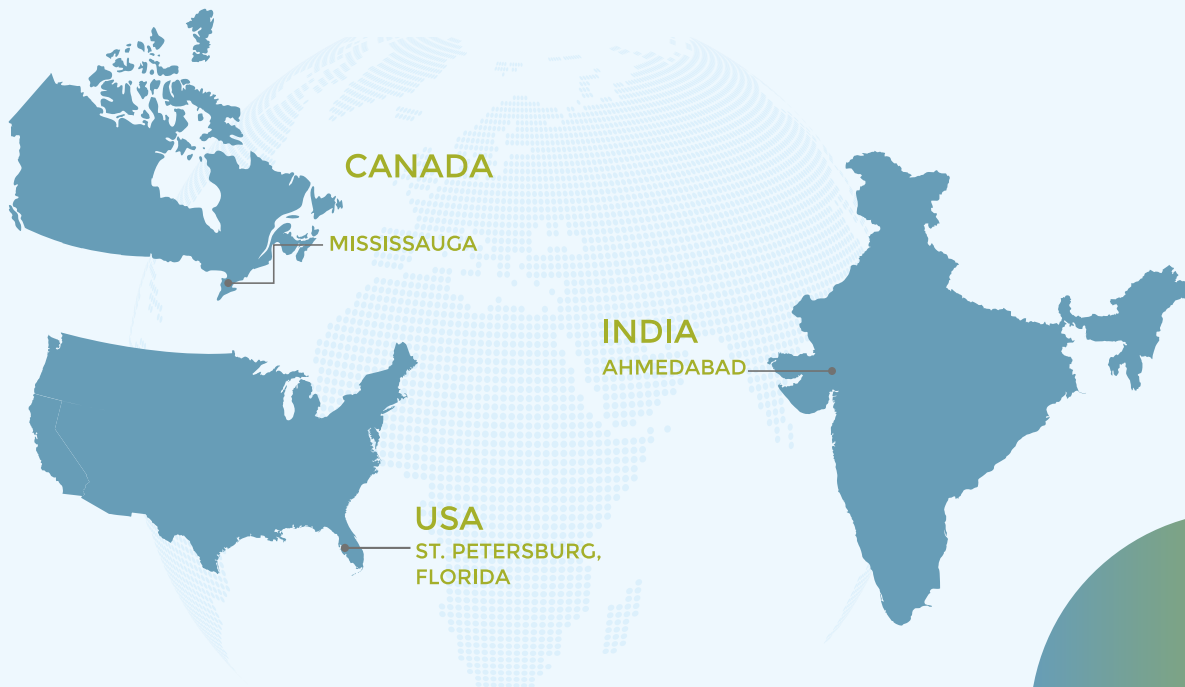 CANADA
MISSISSAUGA
INDIA
AHMEDABAD
USA
ST. PETERSBURG,
FLORIDA